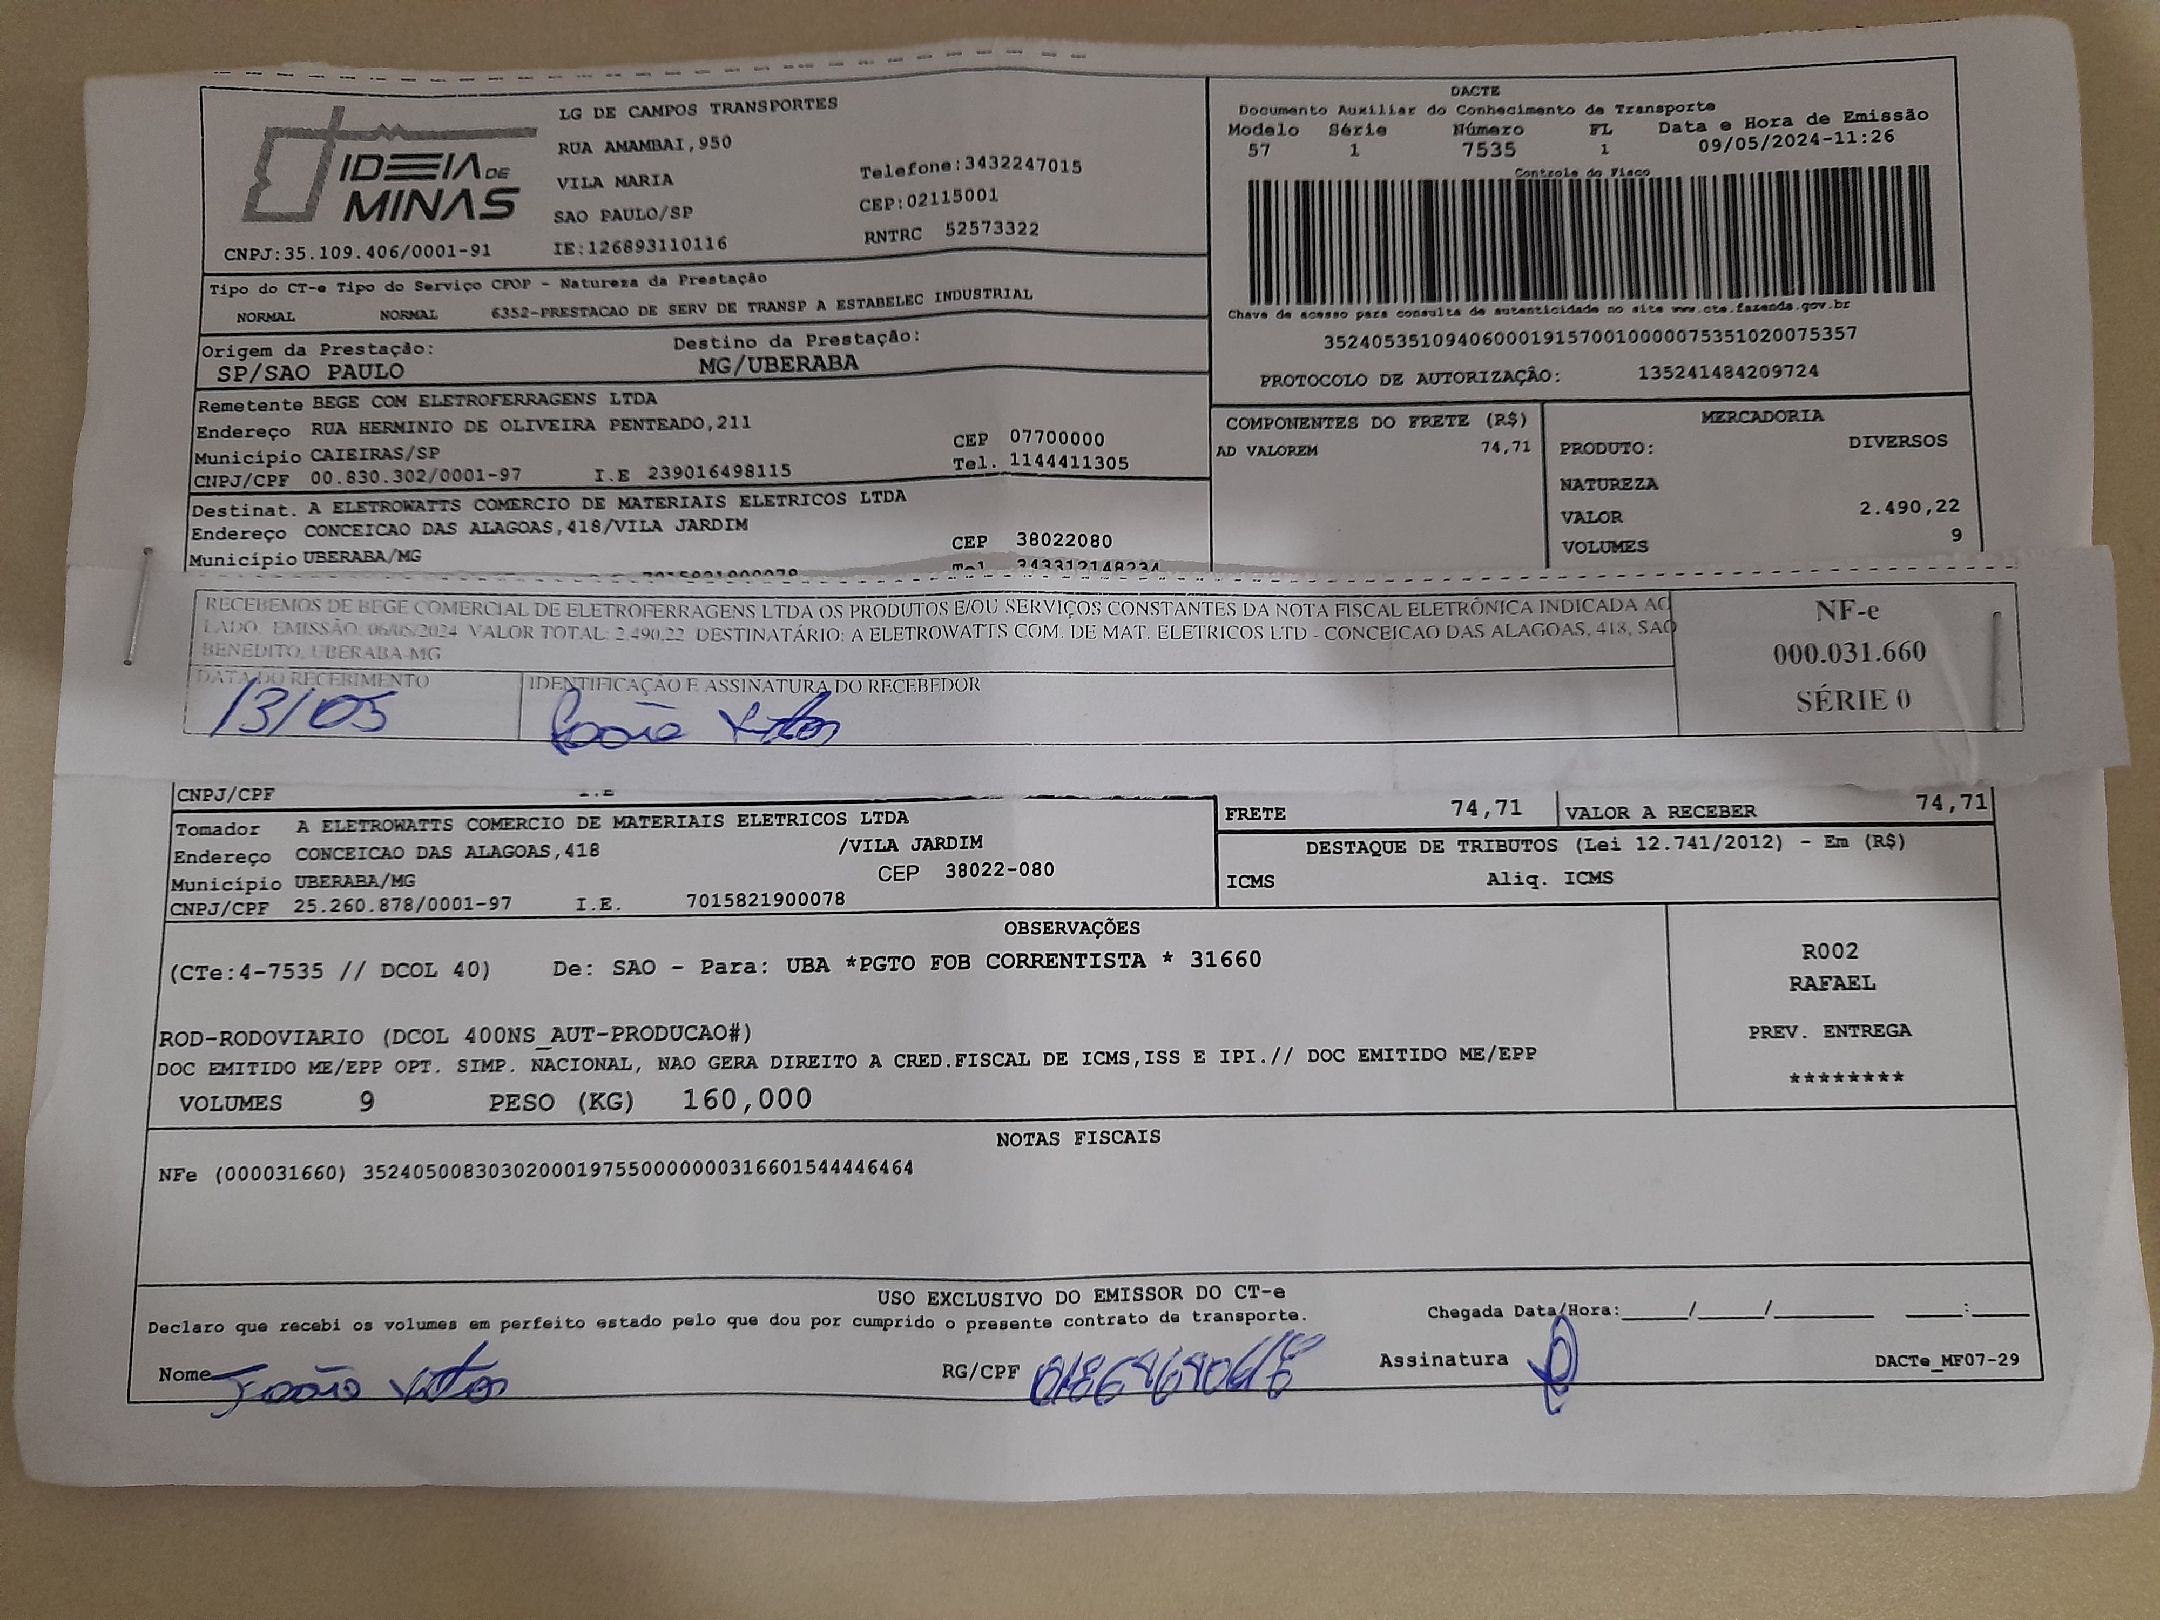 IDEIA DE
MINAS
CNPJ:35.109.406/0001-91
LG DE CAMPOS TRANSPORTES
RUA AMAMBAI,950
VILA MARIA
SAO PAULO/SP
IE:126893110116
Telefone:3432247015
CEP:02115001
RNTRC 52573322
DACTE
Documento Auxiliar do Conhecimento de Transporte
Modelo Série Número FL Data e Hora de Emissão
57 1 7535 1 09/05/2024-11:26
Controle do Fisco
Chave de acesso para consulta de autenticidade no site www.cte.fazenda.gov.br
35240535109406000191570010000075351020075357
PROTOCOLO DE AUTORIZAÇÃO: 135241484209724
Tipo do CT-e Tipo do Serviço CFOP - Natureza da Prestação
NORMAL NORMAL 6352-PRESTACAO DE SERV DE TRANSP A ESTABELEC INDUSTRIAL
Origem da Prestação: Destino da Prestação:
SP/SAO PAULO MG/UBERABA
Remetente BEGE COM ELETROFERRAGENS LTDA
Endereço RUA HERMINIO DE OLIVEIRA PENTEADO,211
Município CAIEIRAS/SP CEP 07700000
CNPJ/CPF 00.830.302/0001-97 I.E 239016498115 Tel. 1144411305
Destinat. A ELETROWATTS COMERCIO DE MATERIAIS ELETRICOS LTDA
Endereço CONCEICAO DAS ALAGOAS,418/VILA JARDIM
Município UBERABA/MG CEP 38022080
7015821900078 Tel 343312148234
COMPONENTES DO FRETE (R$)
AD VALOREM 74,71
MERCADORIA
PRODUTO: DIVERSOS
NATUREZA
VALOR 2.490,22
VOLUMES 9
RECEBEMOS DE BEGE COMERCIAL DE ELETROFERRAGENS LTDA OS PRODUTOS E/OU SERVIÇOS CONSTANTES DA NOTA FISCAL ELETRÔNICA INDICADA AO
LADO. EMISSÃO: 06/05/2024 VALOR TOTAL: 2.490,22 DESTINATÁRIO: A ELETROWATTS COM. DE MAT. ELETRICOS LTD - CONCEICAO DAS ALAGOAS, 418, SAO
BENEDITO, UBERABA-MG
DATA DO RECEBIMENTO IDENTIFICAÇÃO E ASSINATURA DO RECEBEDOR
13/05 João Vitor
NF-e
000.031.660
SÉRIE 0
CNPJ/CPF I.E
FRETE 74,71 VALOR A RECEBER 74,71
Tomador A ELETROWATTS COMERCIO DE MATERIAIS ELETRICOS LTDA
Endereço CONCEICAO DAS ALAGOAS,418 /VILA JARDIM
Município UBERABA/MG CEP 38022-080
CNPJ/CPF 25.260.878/0001-97 I.E. 7015821900078
DESTAQUE DE TRIBUTOS (Lei 12.741/2012) - Em (R$)
ICMS Aliq. ICMS
OBSERVAÇÕES
(CTe:4-7535 // DCOL 40) De: SAO - Para: UBA *PGTO FOB CORRENTISTA * 31660
ROD-RODOVIARIO (DCOL 400NS_AUT-PRODUCAO#)
DOC EMITIDO ME/EPP OPT. SIMP. NACIONAL, NAO GERA DIREITO A CRED.FISCAL DE ICMS,ISS E IPI.// DOC EMITIDO ME/EPP
VOLUMES 9 PESO (KG) 160,000
R002
RAFAEL
PREV. ENTREGA
********
NOTAS FISCAIS
NFe (000031660) 35240500830302000197550000000316601544446464
USO EXCLUSIVO DO EMISSOR DO CT-e
Declaro que recebi os volumes em perfeito estado pelo que dou por cumprido o presente contrato de transporte.
Chegada Data/Hora:_____/_____/________ ____:____
Nome João Vitor RG/CPF Assinatura
DACTe_MF07-29